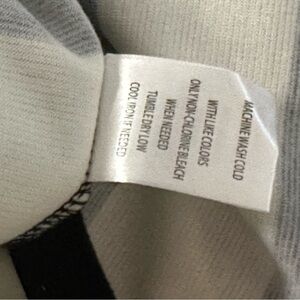 MACHINE WASH COLD
WITH LIKE COLORS
ONLY NON-CHLORINE BLEACH
WHEN NEEDED
TUMBLE DRY LOW
COOL IRON IF NEEDED